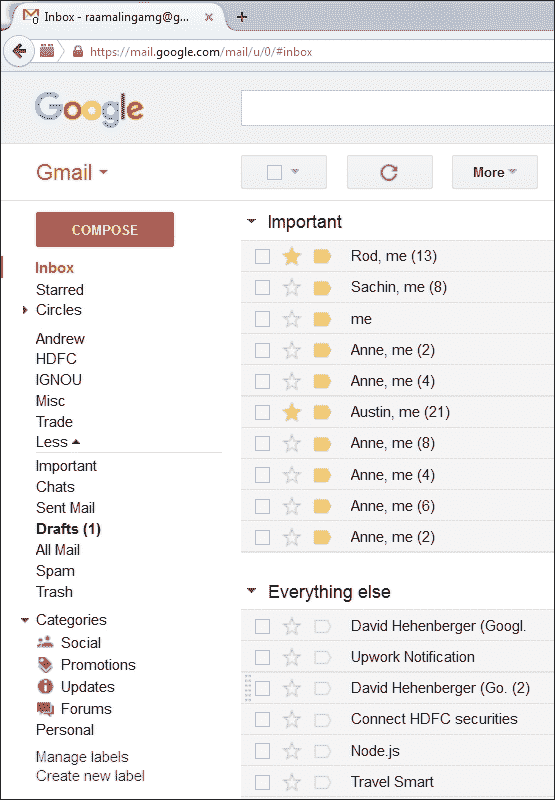 Inbox - raamalingamg@g...
https://mail.google.com/mail/u/0/#inbox
Google
Gmail
More
COMPOSE
Inbox
Starred
Circles
Andrew
HDFC
IGNOU
Misc
Trade
Less
Important
Chats
Sent Mail
Drafts (1)
All Mail
Spam
Trash
Categories
Social
Promotions
Updates
Forums
Personal
Manage labels
Create new label
Important
Rod, me (13)
Sachin, me (8)
me
Anne, me (2)
Anne, me (4)
Austin, me (21)
Anne, me (8)
Anne, me (4)
Anne, me (6)
Anne, me (2)
Everything else
David Hehenberger (Googl.
Upwork Notification
David Hehenberger (Go. (2)
Connect HDFC securities
Node.js
Travel Smart